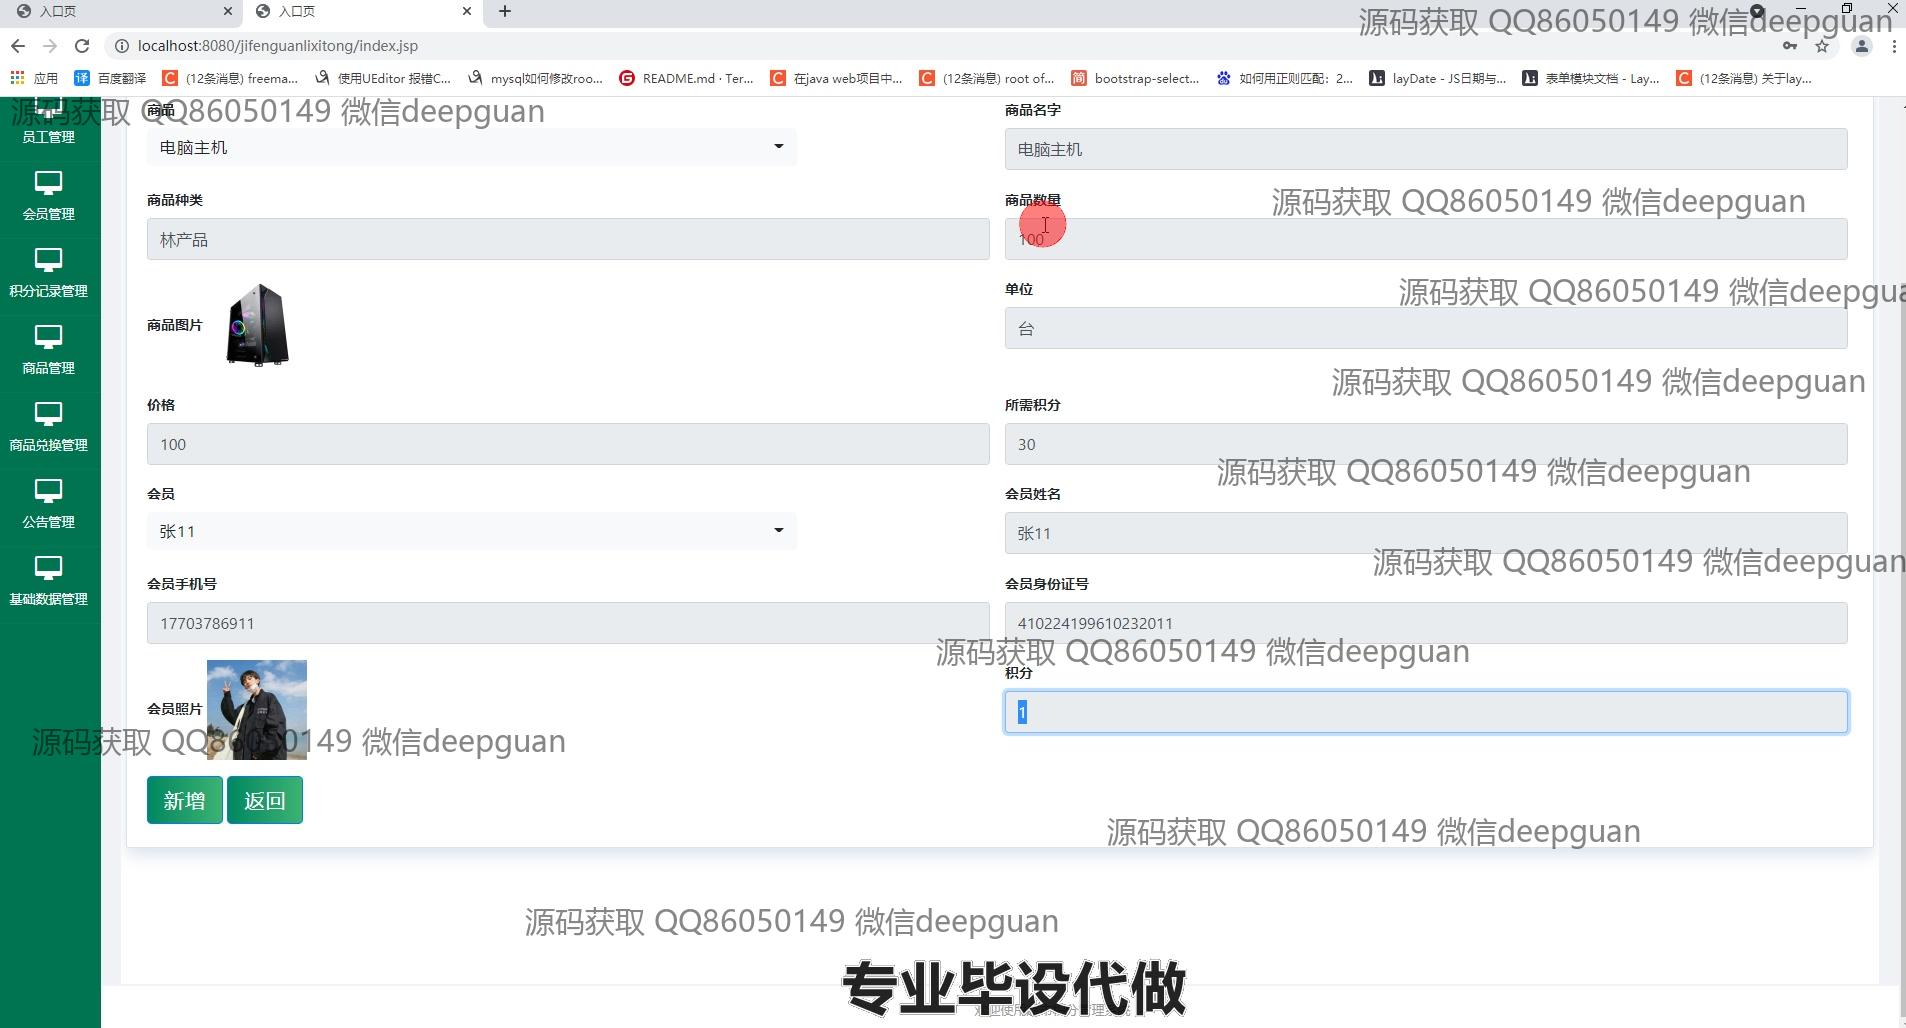 入口页
入口页
源码获取 QQ86050149 微信deepguan
localhost:8080/jifenguanlixitong/index.jsp
应用
百度翻译
(12条消息) freema...
使用UEditor 报错C...
mysql如何修改roo...
README.md · Ter...
在java web项目中...
(12条消息) root of...
bootstrap-select...
如何用正则匹配：2...
layDate - JS日期与...
表单模块文档 - Lay...
(12条消息) 关于lay...
源码获取 QQ86050149 微信deepguan
员工管理
会员管理
积分记录管理
商品管理
商品兑换管理
公告管理
基础数据管理
商品
电脑主机
商品名字
电脑主机
商品种类
林产品
商品数量
100
源码获取 QQ86050149 微信deepguan
商品图片
单位
台
源码获取 QQ86050149 微信deepgua
源码获取 QQ86050149 微信deepguan
价格
100
所需积分
30
源码获取 QQ86050149 微信deepguan
会员
张11
会员姓名
张11
源码获取 QQ86050149 微信deepguan
会员手机号
17703786911
会员身份证号
410224199610232011
源码获取 QQ86050149 微信deepguan
会员照片
积分
1
源码获取 QQ86050149 微信deepguan
新增
返回
源码获取 QQ86050149 微信deepguan
源码获取 QQ86050149 微信deepguan
专业毕设代做